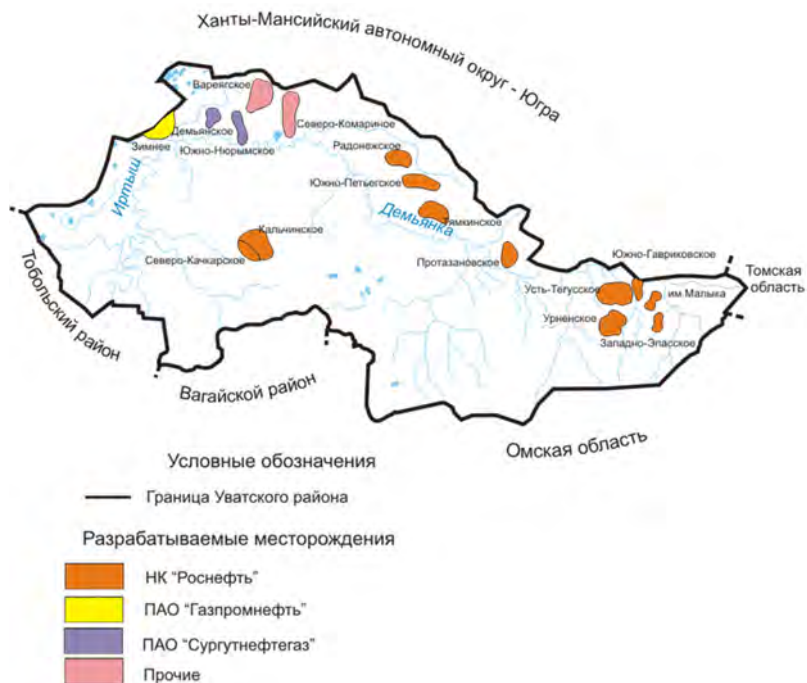 Ханты-Мансийский автономный округ - Югра
Вареягское
Северо-Комариное
Демьянское
Зимнее
Южно-Нюрымское
Радонежское
Иртыш
Южно-Петьегское
Демьянка
Тямкинское
Кальчинское
Северо-Качкарское
Протазановское
Южно-Гавриковское
Томская
область
Усть-Тегусское
им Малыка
Урненское
Западно-Эпасское
Тобольский район
Вагайской район
Омская область
Условные обозначения
Граница Уватского района
Разрабатываемые месторождения
НК "Роснефть"
ПАО "Газпромнефть"
ПАО "Сургутнефтегаз"
Прочие